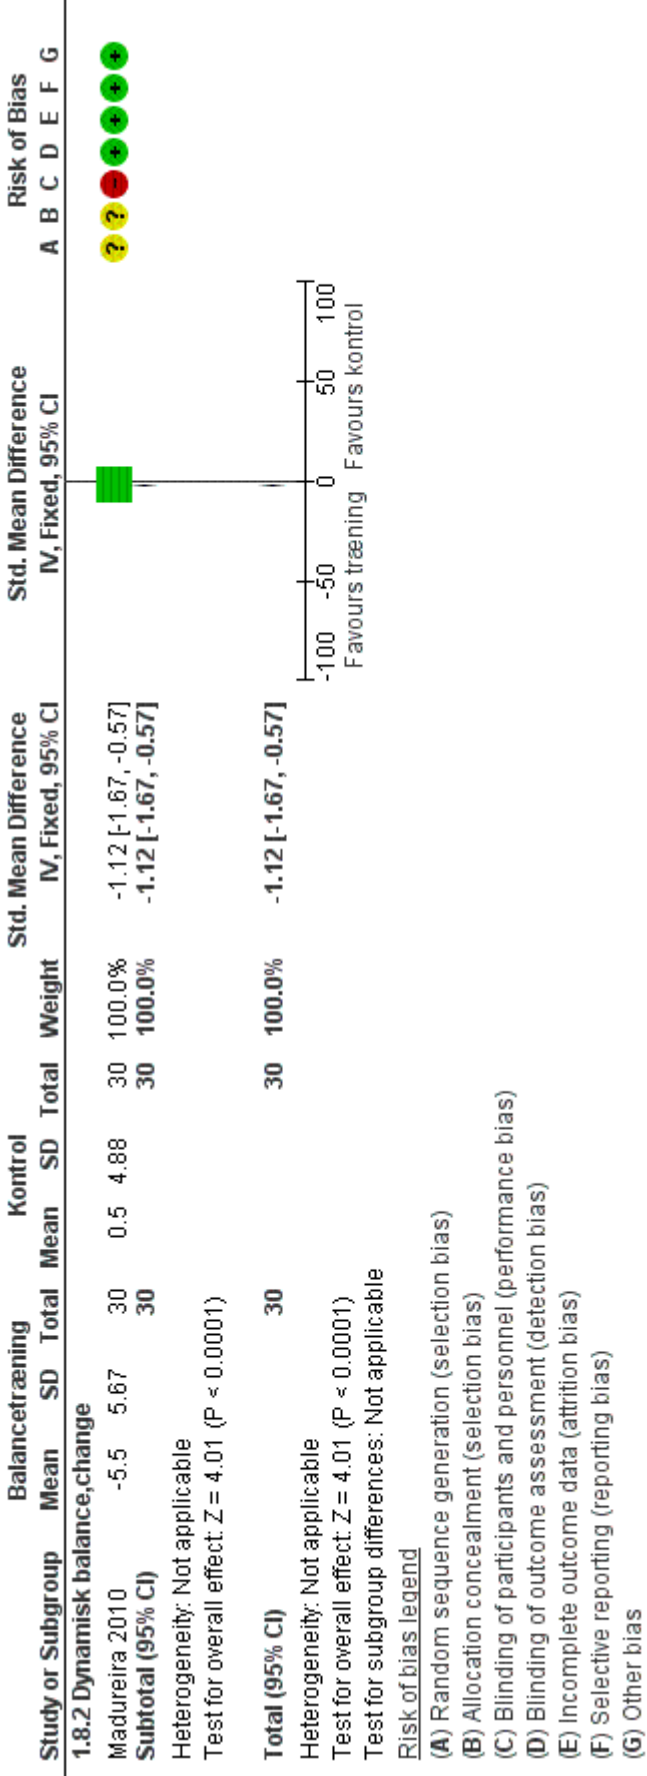 Balancetræning Kontrol Std. Mean Difference Std. Mean Difference Risk of Bias
Study or Subgroup Mean SD Total Mean SD Total Weight IV, Fixed, 95% CI IV, Fixed, 95% CI A B C D E F G
1.8.2 Dynamisk balance,change
Madureira 2010 -5.5 5.67 30 0.5 4.88 30 100.0% -1.12 [-1.67, -0.57] ? ? - + + + +
Subtotal (95% CI) 30 30 100.0% -1.12 [-1.67, -0.57]
Heterogeneity: Not applicable
Test for overall effect: Z = 4.01 (P < 0.0001)
Total (95% CI) 30 30 100.0% -1.12 [-1.67, -0.57]
Heterogeneity: Not applicable
Test for overall effect: Z = 4.01 (P < 0.0001)
Test for subgroup differences: Not applicable
-100 -50 0 50 100
Favours træning Favours kontrol
Risk of bias legend
(A) Random sequence generation (selection bias)
(B) Allocation concealment (selection bias)
(C) Blinding of participants and personnel (performance bias)
(D) Blinding of outcome assessment (detection bias)
(E) Incomplete outcome data (attrition bias)
(F) Selective reporting (reporting bias)
(G) Other bias